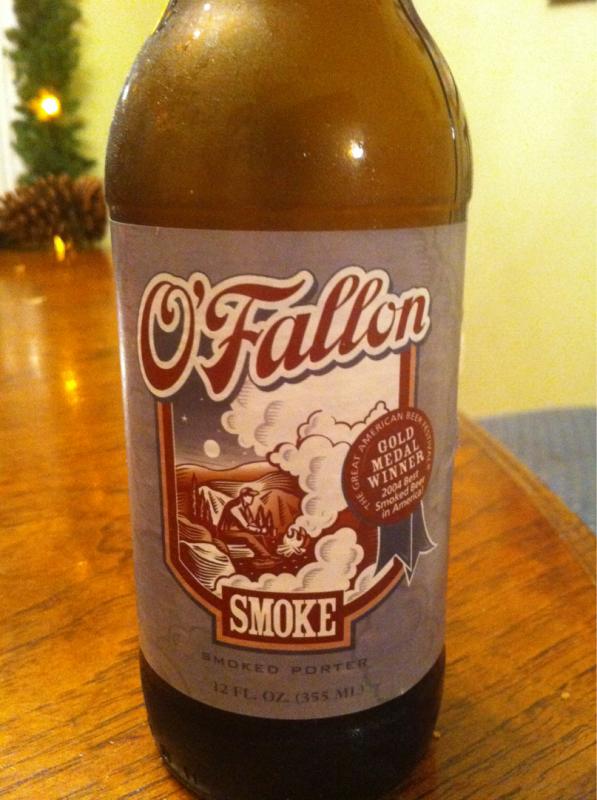 O'Fallon
THE GREAT AMERICAN BEER FESTIVAL
GOLD
MEDAL
WINNER
2004 Best
Smoked Beer
in America!
SMOKE
SMOKED PORTER
12 FL. OZ. (355 ML)